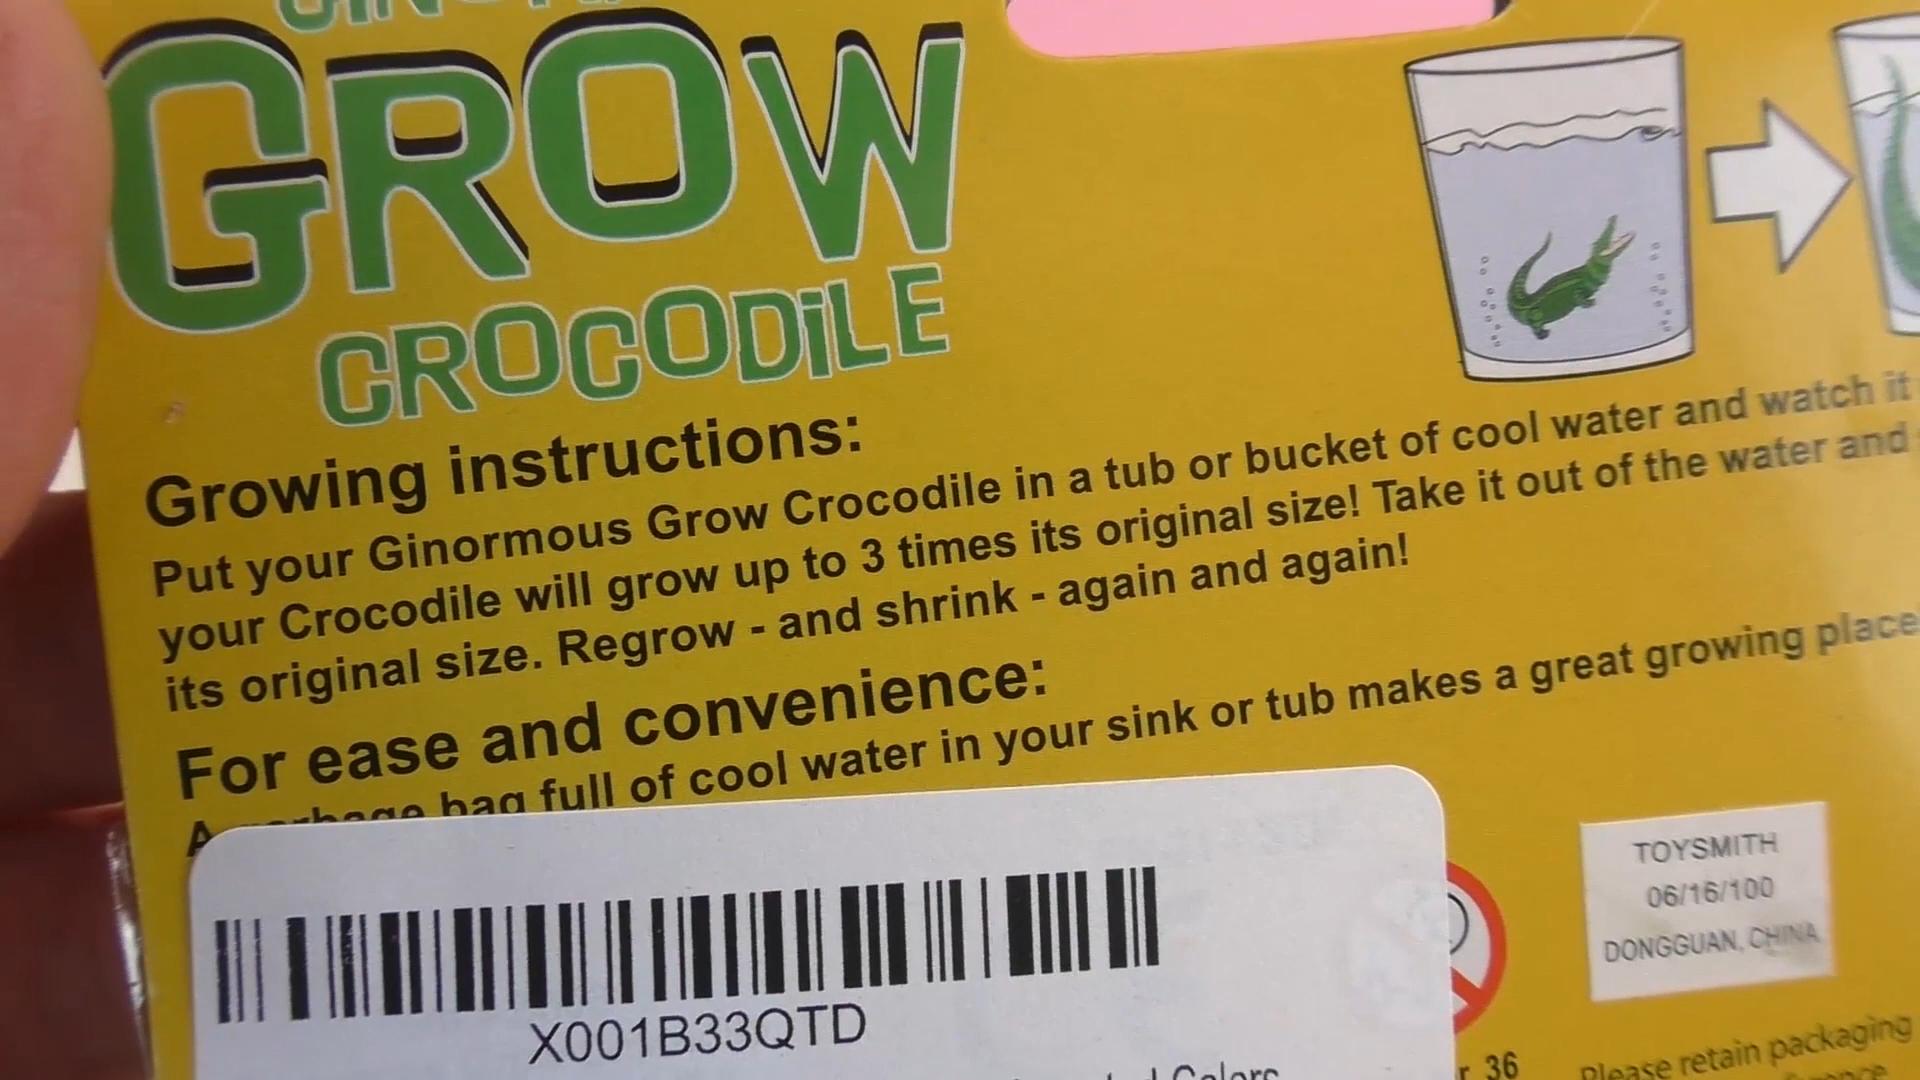 GROW
CROCODiLE
Growing instructions:
Put your Ginormous Grow Crocodile in a tub or bucket of cool water and watch it
your Crocodile will grow up to 3 times its original size! Take it out of the water and
its original size. Regrow - and shrink - again and again!
For ease and convenience:
A garbage bag full of cool water in your sink or tub makes a great growing place
X001B33QTD
Colors
TOYSMITH
06/16/100
DONGGUAN, CHINA
36
Please retain packaging